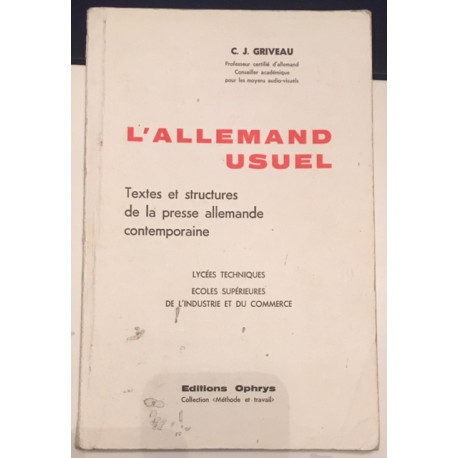 C. J. GRIVEAU
Professeur certifié d'allemand
Conseiller académique
pour les moyens audio-visuels
L'ALLEMAND
USUEL
Textes et structures
de la presse allemande
contemporaine
LYCÉES TECHNIQUES
ECOLES SUPÉRIEURES
DE L'INDUSTRIE ET DU COMMERCE
Editions Ophrys
Collection «Méthode et travail»